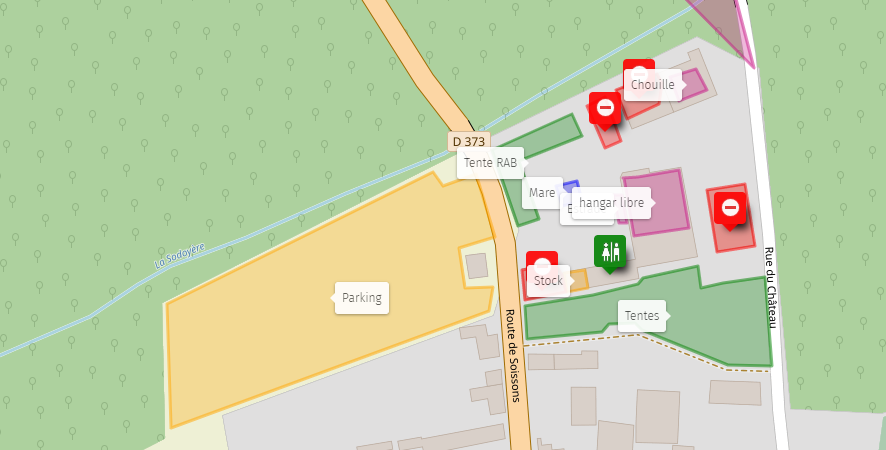 Chouille
D 373
Tente RAB
Mare
hangar libre
La Sodoyère
Stock
Parking
Tentes
Route de Soissons
Rue du Château